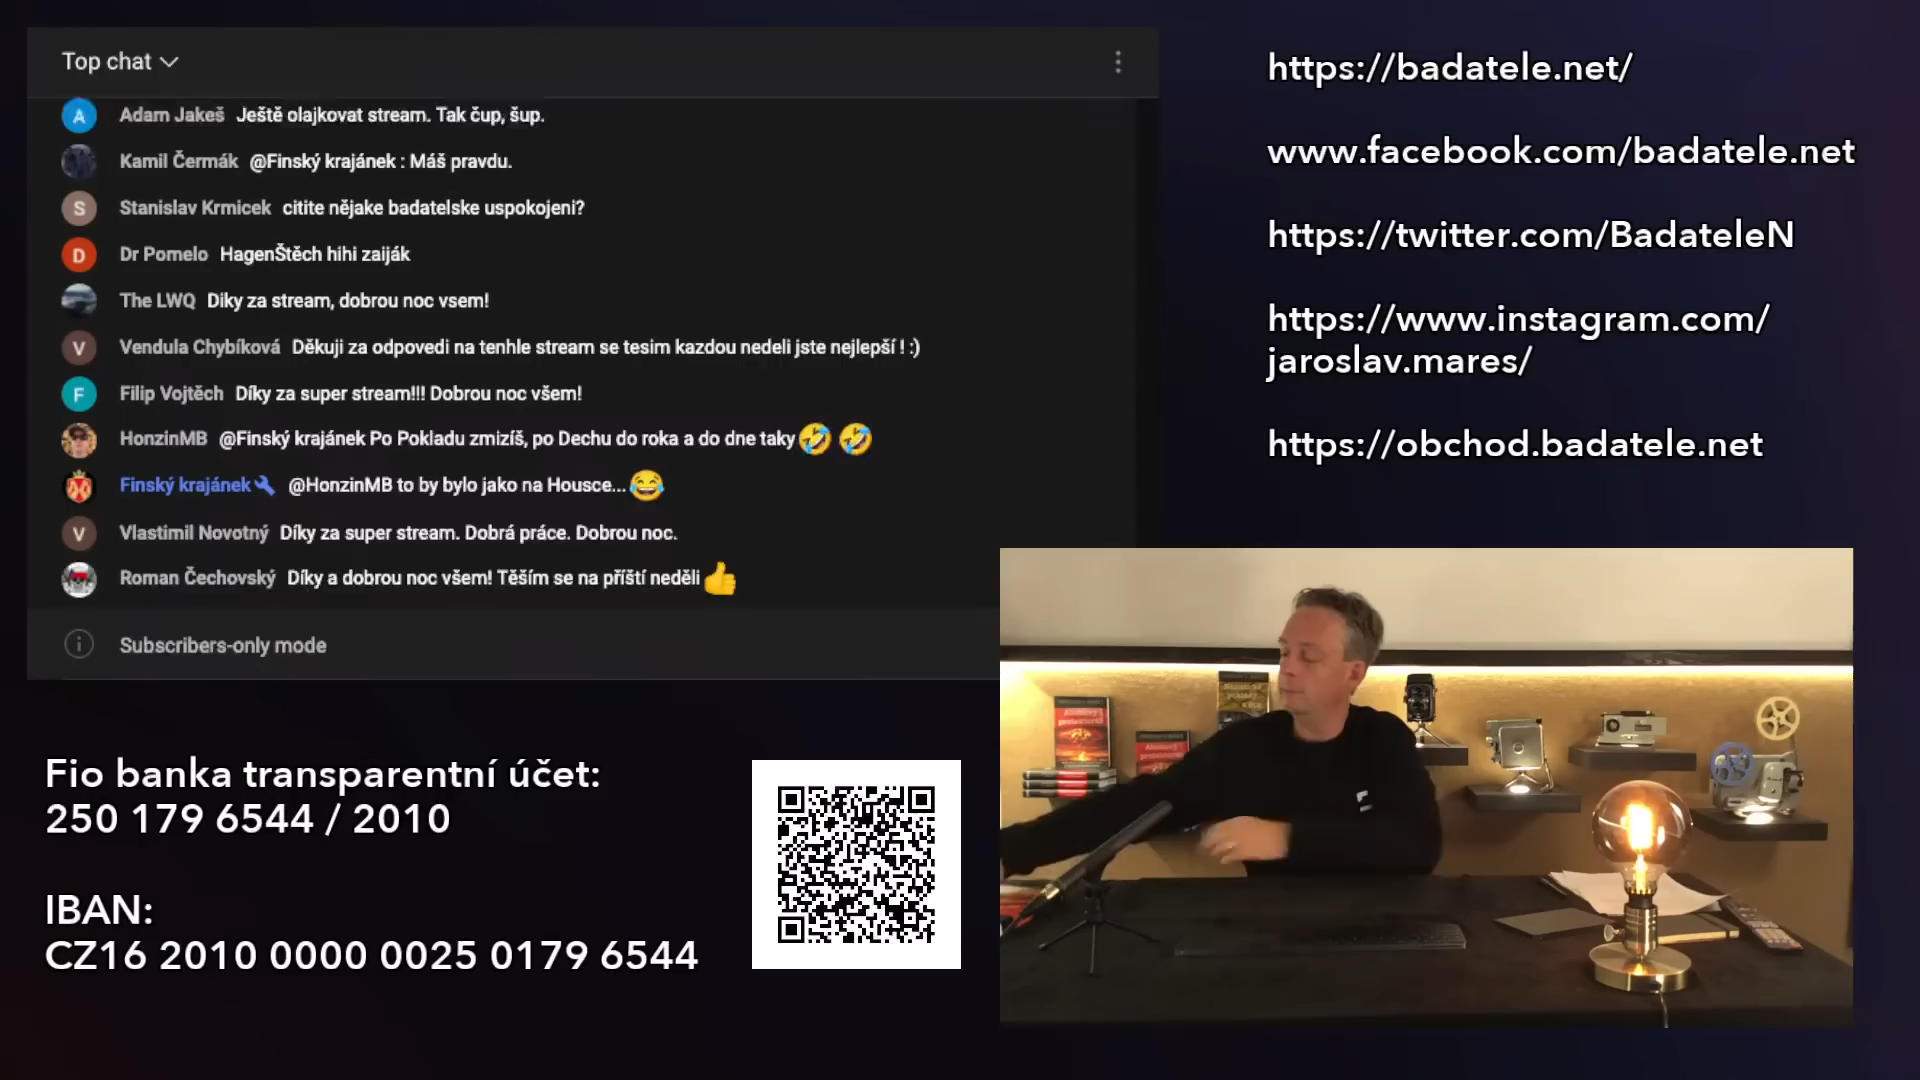 Top chat
A Adam Jakeš Ještě olajkovat stream. Tak čup, šup.
Kamil Čermák @Finský krajánek : Máš pravdu.
S Stanislav Krmicek citite nějake badatelske uspokojeni?
D Dr Pomelo HagenŠtěch hihi zaiják
The LWQ Diky za stream, dobrou noc vsem!
V Vendula Chybíková Děkuji za odpovedi na tenhle stream se tesim kazdou nedeli jste nejlepší ! :)
F Filip Vojtěch Díky za super stream!!! Dobrou noc všem!
HonzinMB @Finský krajánek Po Pokladu zmizíš, po Dechu do roka a do dne taky🤣 🤣
Finský krajánek @HonzinMB to by bylo jako na Housce...😂
V Vlastimil Novotný Díky za super stream. Dobrá práce. Dobrou noc.
Roman Čechovský Díky a dobrou noc všem! Těším se na příští neděli👍
Subscribers-only mode
https://badatele.net/
www.facebook.com/badatele.net
https://twitter.com/BadateleN
https://www.instagram.com/
jaroslav.mares/
https://obchod.badatele.net
Fio banka transparentní účet:
250 179 6544 / 2010
IBAN:
CZ16 2010 0000 0025 0179 6544